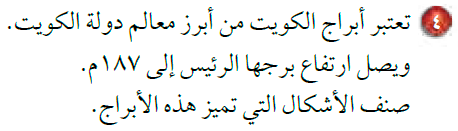 ٤ تعتبر أبراج الكويت من أبرز معالم دولة الكويت.
ويصل ارتفاع برجها الرئيس إلى ١٨٧م.
صنف الأشكال التي تميز هذه الأبراج.